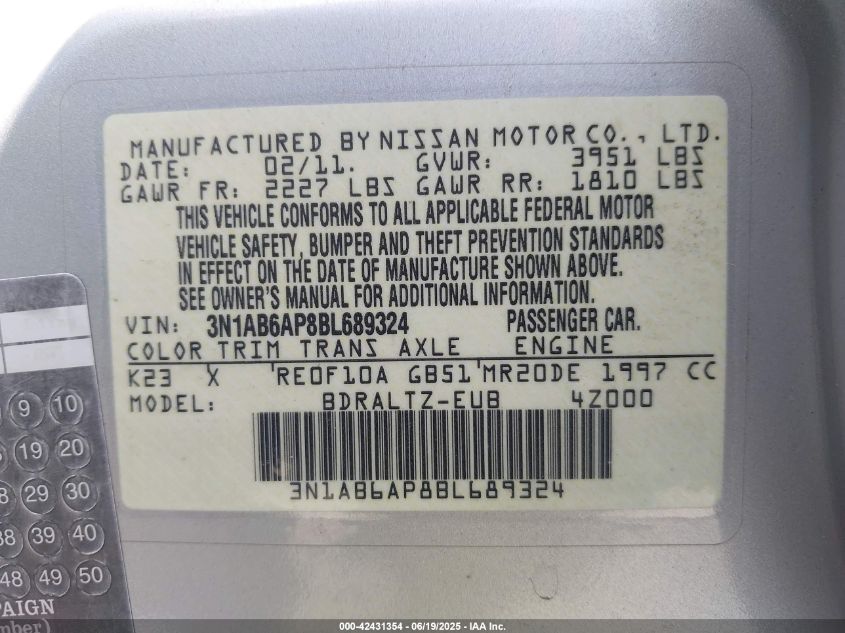 MANUFACTURED BY NISSAN MOTOR CO., LTD.
DATE: 02/11. GVWR: 3951 LBS
GAWR FR: 2227 LBS GAWR RR: 1810 LBS
THIS VEHICLE CONFORMS TO ALL APPLICABLE FEDERAL MOTOR
VEHICLE SAFETY, BUMPER AND THEFT PREVENTION STANDARDS
IN EFFECT ON THE DATE OF MANUFACTURE SHOWN ABOVE.
SEE OWNER'S MANUAL FOR ADDITIONAL INFORMATION.
VIN: 3N1AB6AP8BL689324 PASSENGER CAR.
COLOR TRIM TRANS AXLE ENGINE
K23 X 'RE0F10A GB51'MR20DE 1997 CC
MODEL: BDRALTZ-EUB 4Z000
3N1AB6AP8BL689324
9 10
19 20
29 30
38 39 40
48 49 50
000-42431354 - 06/19/2025 - IAA Inc.